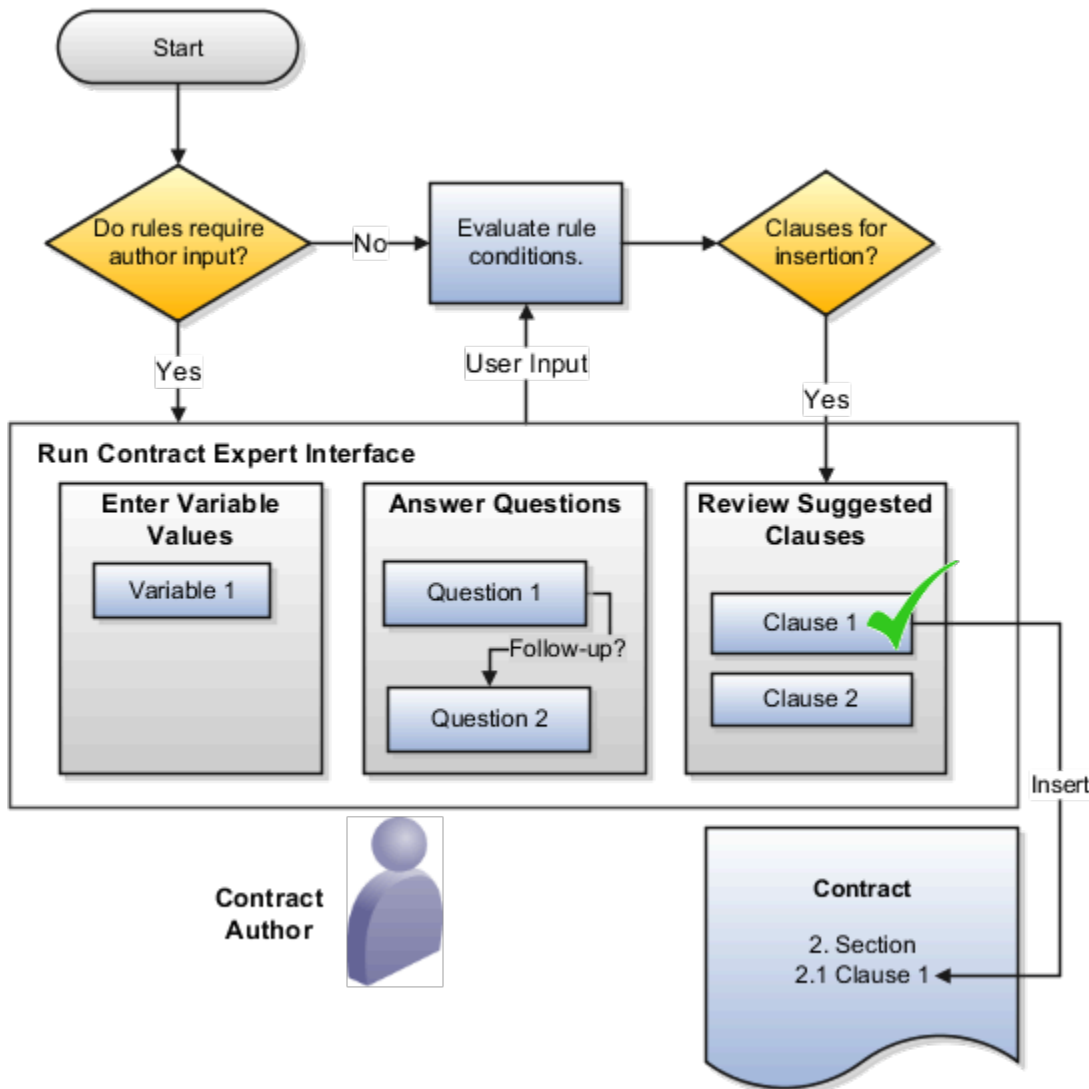 Start
Do rules require
author input?
No
Evaluate rule
conditions.
Clauses for
insertion?
Yes
User Input
Yes
Run Contract Expert Interface
Enter Variable
Values
Variable 1
Answer Questions
Question 1
Follow-up?
Question 2
Review Suggested
Clauses
Clause 1
Clause 2
Insert
Contract
Author
Contract
2. Section
2.1 Clause 1